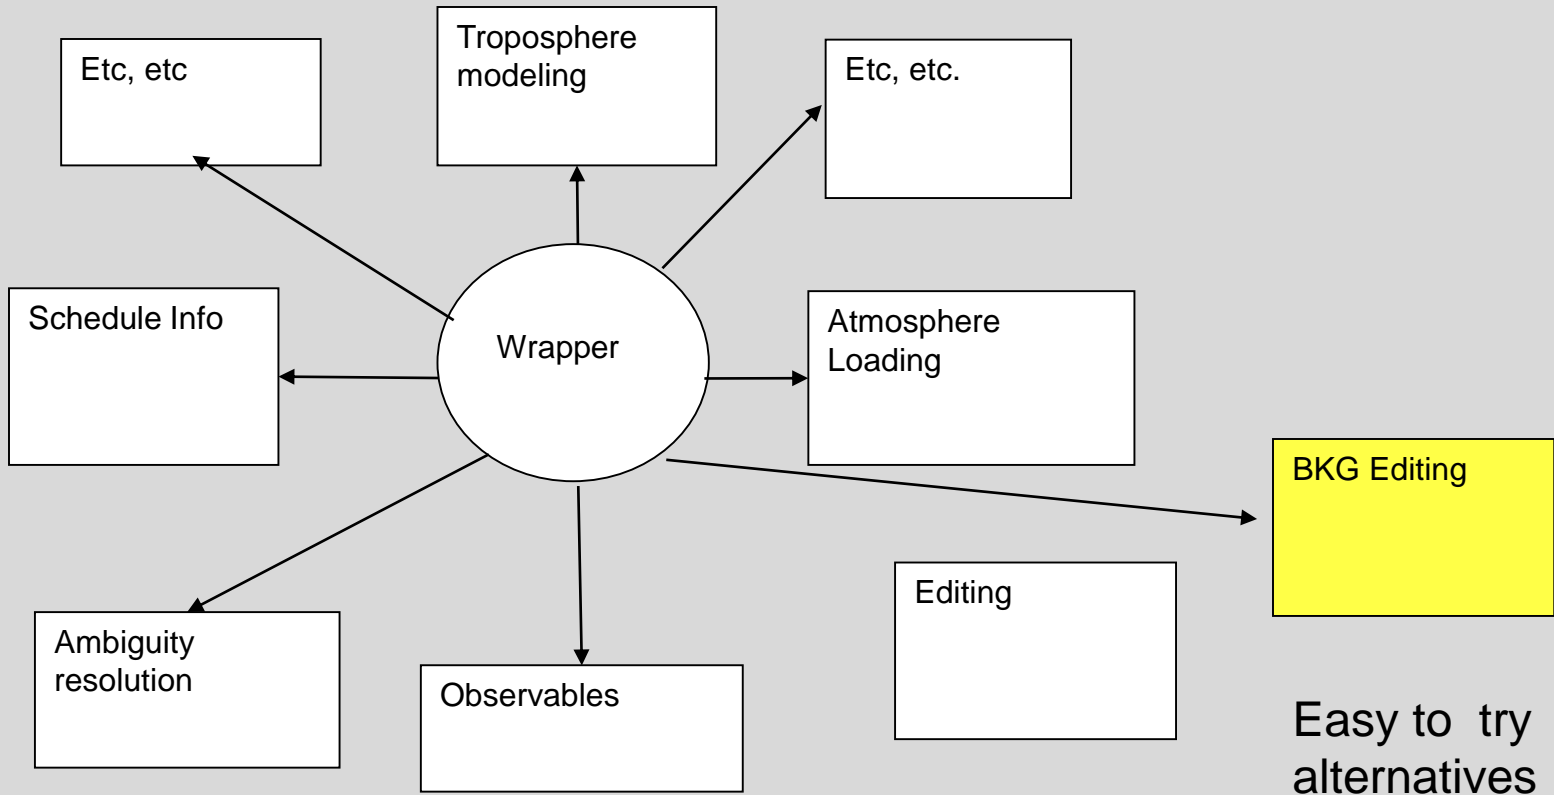 Etc, etc
Troposphere
modeling
Etc, etc.
Schedule Info
Wrapper
Atmosphere
Loading
BKG Editing
Editing
Ambiguity
resolution
Observables
Easy to try
alternatives